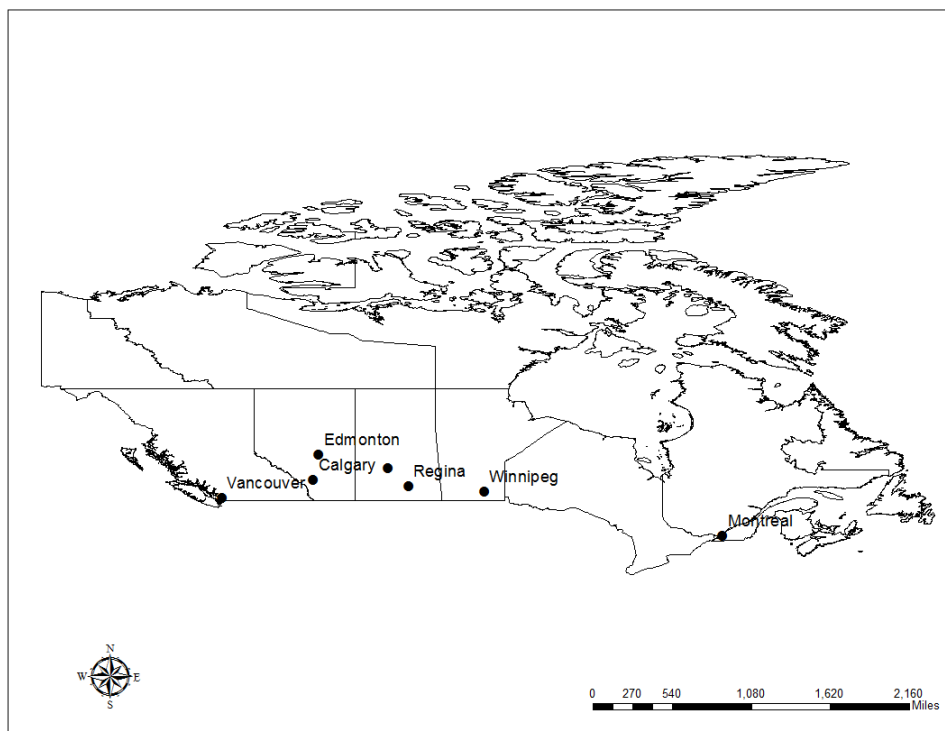 Edmonton
Calgary
Regina
Vancouver
Winnipeg
Montreal
N
W E
S
0 270 540 1,080 1,620 2,160
Miles